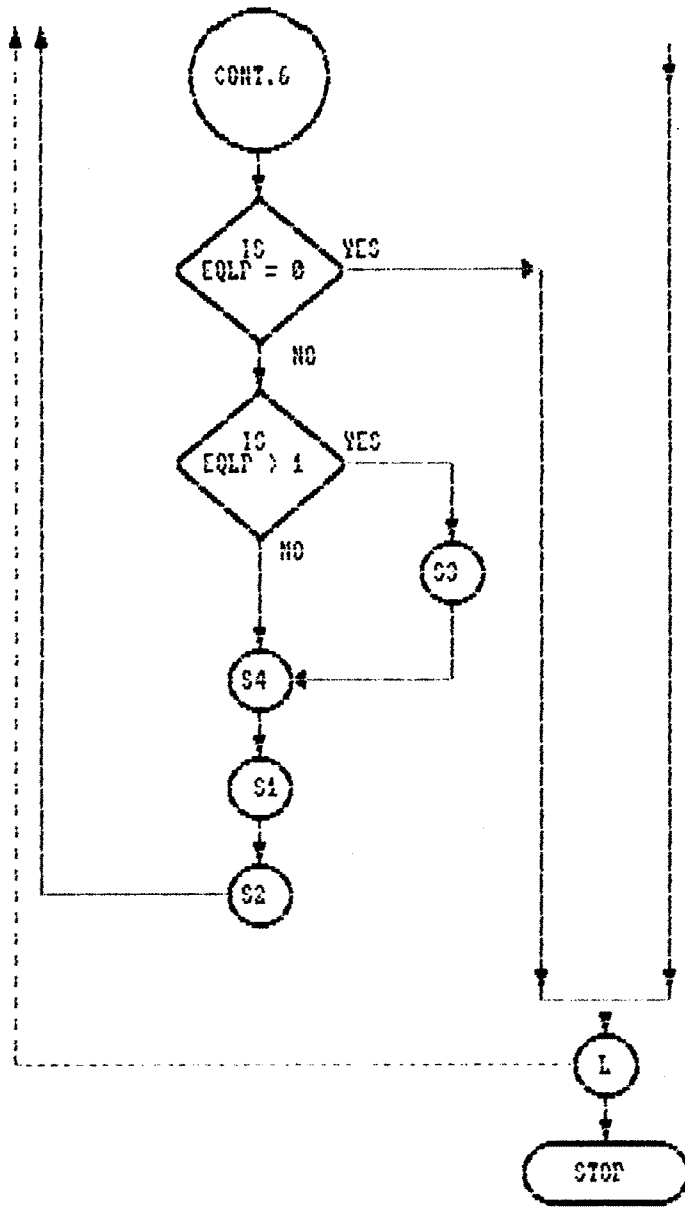 CONT.6
IS
EQLP = 0
YES
NO
IS
EQLP > 1
YES
NO
S3
S4
S1
S2
L
STOP